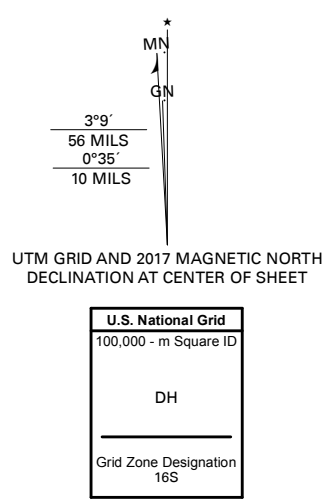 ★
MN
GN
3°9´
56 MILS
0°35´
10 MILS
UTM GRID AND 2017 MAGNETIC NORTH
DECLINATION AT CENTER OF SHEET
U.S. National Grid
100,000 - m Square ID
DH
Grid Zone Designation
16S